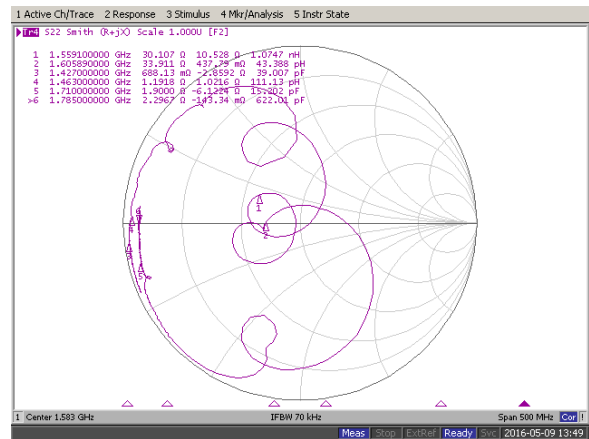 1 Active Ch/Trace 2 Response 3 Stimulus 4 Mkr/Analysis 5 Instr State
Tr4 S22 Smith (R+jX) Scale 1.000U [F2]
1 1.559100000 GHz 30.107 Ω 10.528 Ω 1.0747 nH
2 1.605890000 GHz 33.911 Ω 437.79 mΩ 43.388 pH
3 1.427000000 GHz 688.13 mΩ -2.8592 Ω 39.007 pF
4 1.463000000 GHz 1.1918 Ω 1.0216 Ω 111.13 pH
5 1.710000000 GHz 1.9000 Ω -6.1224 Ω 15.202 pF
>6 1.785000000 GHz 2.2967 Ω -143.34 mΩ 622.01 pF
1
2
3
4
5
6
1 Center 1.583 GHz IFBW 70 kHz Span 500 MHz Cor !
Meas Stop ExtRef Ready Svc 2016-05-09 13:49